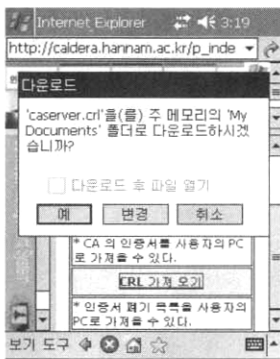 Internet Explorer 3:19
http://caldera.hannam.ac.kr/p_inde
다운로드
'caserver.crl'을(를) 주 메모리의 'My
Documents' 폴더로 다운로드하시겠
습니까?
다운로드 후 파일 열기
예 변경 취소
* CA 의 인증서를 사용자의 PC
로 가져올 수 있다.
CRL 가져 오기
* 인증서 폐기 목록을 사용자의
PC로 가져올 수 있다.
보기 도구